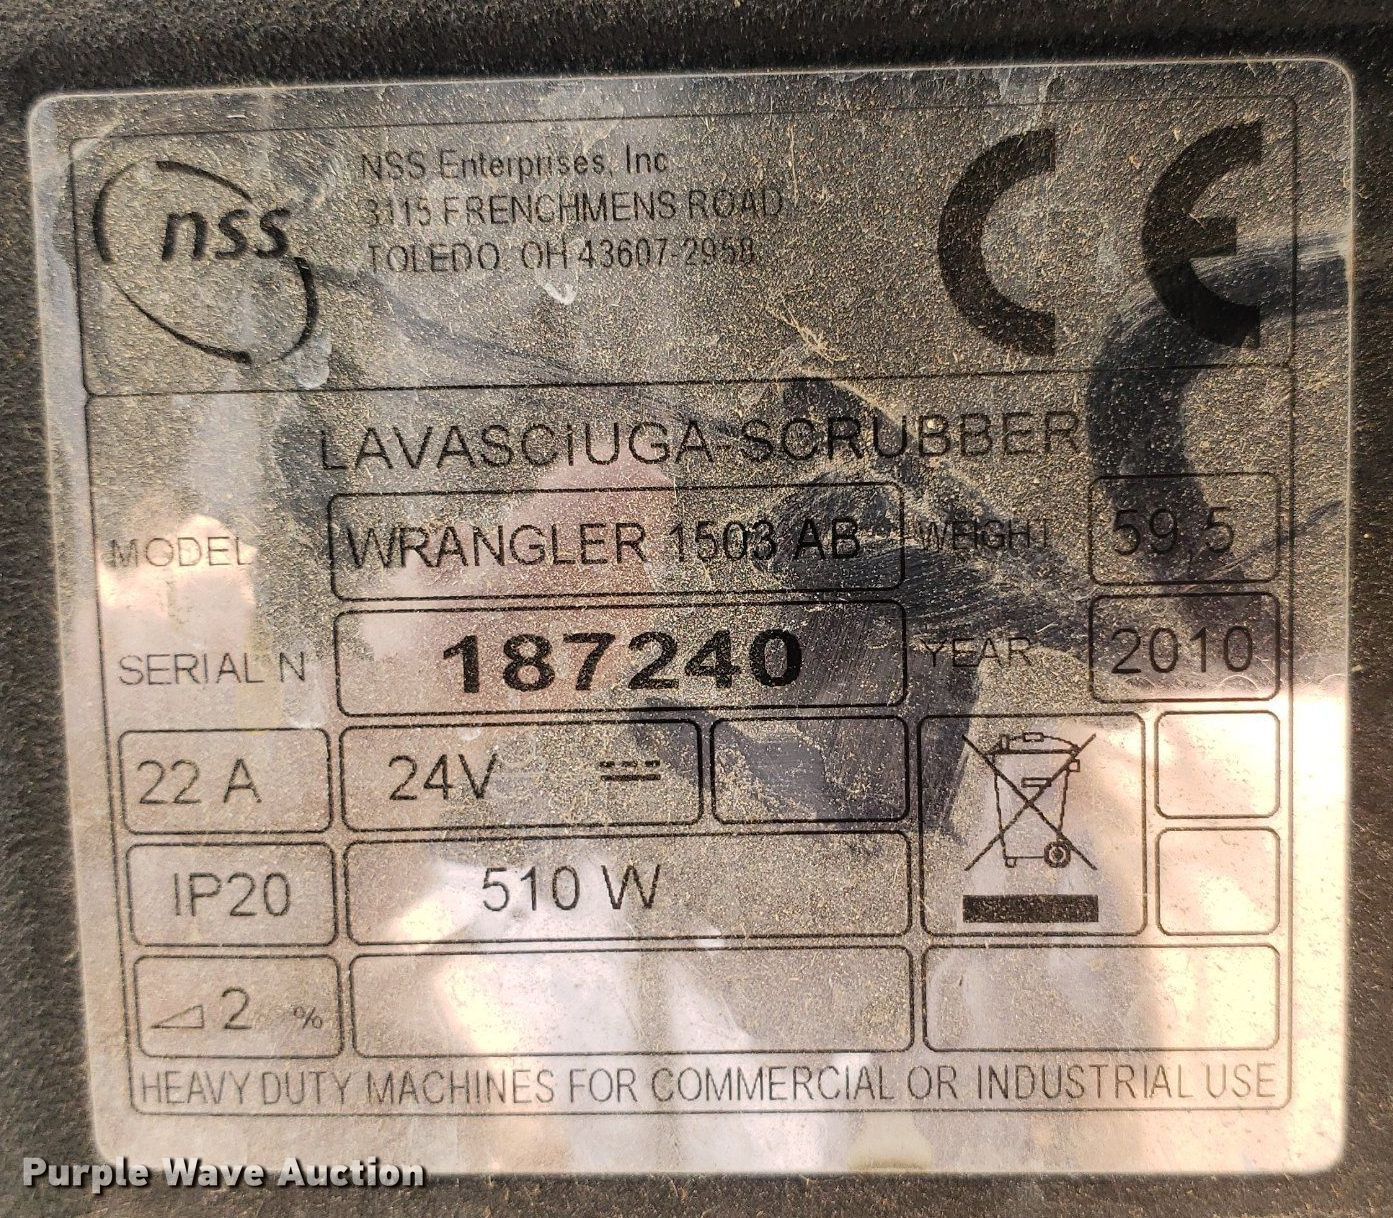 nss
NSS Enterprises, Inc
3115 FRENCHMENS ROAD
TOLEDO, OH 43607-2958
CE
LAVASCiUGA-SCRUBBER
MODEL WRANGLER 1503 AB WEIGHT 59,5
SERIAL N 187240 YEAR 2010
22 A 24V
IP20 510 W
2 %
HEAVY DUTY MACHINES FOR COMMERCIAL OR INDUSTRIAL USE
Purple Wave Auction